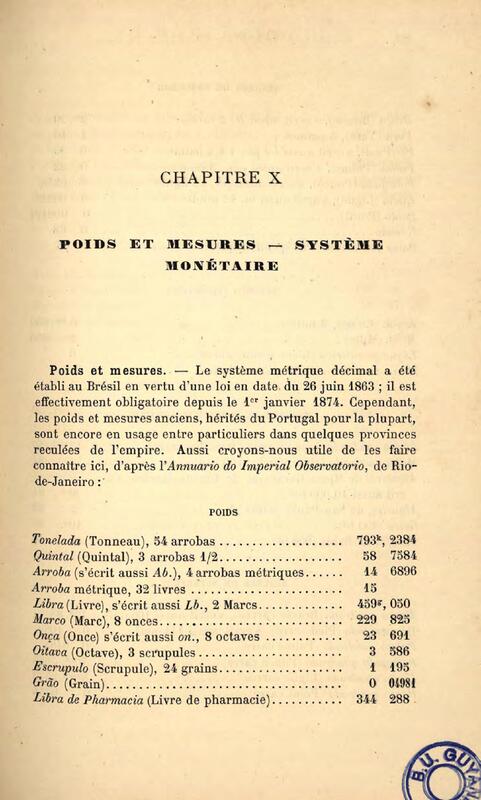 CHAPITRE X
POIDS ET MESURES — SYSTÈME
MONÉTAIRE
Poids et mesures. — Le système métrique décimal a été
établi au Brésil en vertu d'une loi en date du 26 juin 1863 ; il est
effectivement obligatoire depuis le 1er janvier 1874. Cependant,
les poids et mesures anciens, hérités du Portugal pour la plupart,
sont encore en usage entre particuliers dans quelques provinces
reculées de l'empire. Aussi croyons-nous utile de les faire
connaître ici, d'après l'Annuario do Imperial Observatorio, de Rio-
de-Janeiro :
POIDS
Tonelada (Tonneau), 54 arrobas .................... 793k, 2384
Quintal (Quintal), 3 arrobas 1/2.................... 58 7584
Arroba (s'écrit aussi Ab.), 4 arrobas métriques...... 14 6896
Arroba métrique, 32 livres ......................... 15
Libra (Livre), s'écrit aussi Lb., 2 Marcs............. 459g, 050
Marco (Marc), 8 onces............................. 229 825
Onça (Once) s'écrit aussi on., 8 octaves ............ 23 691
Oitava (Octave), 3 scrupules....................... 3 586
Escrupulo (Scrupule), 24 grains.................... 1 195
Grão (Grain)...................................... 0 04981
Libra de Pharmacia (Livre de pharmacie)........... 344 288
B.U. GUYAN